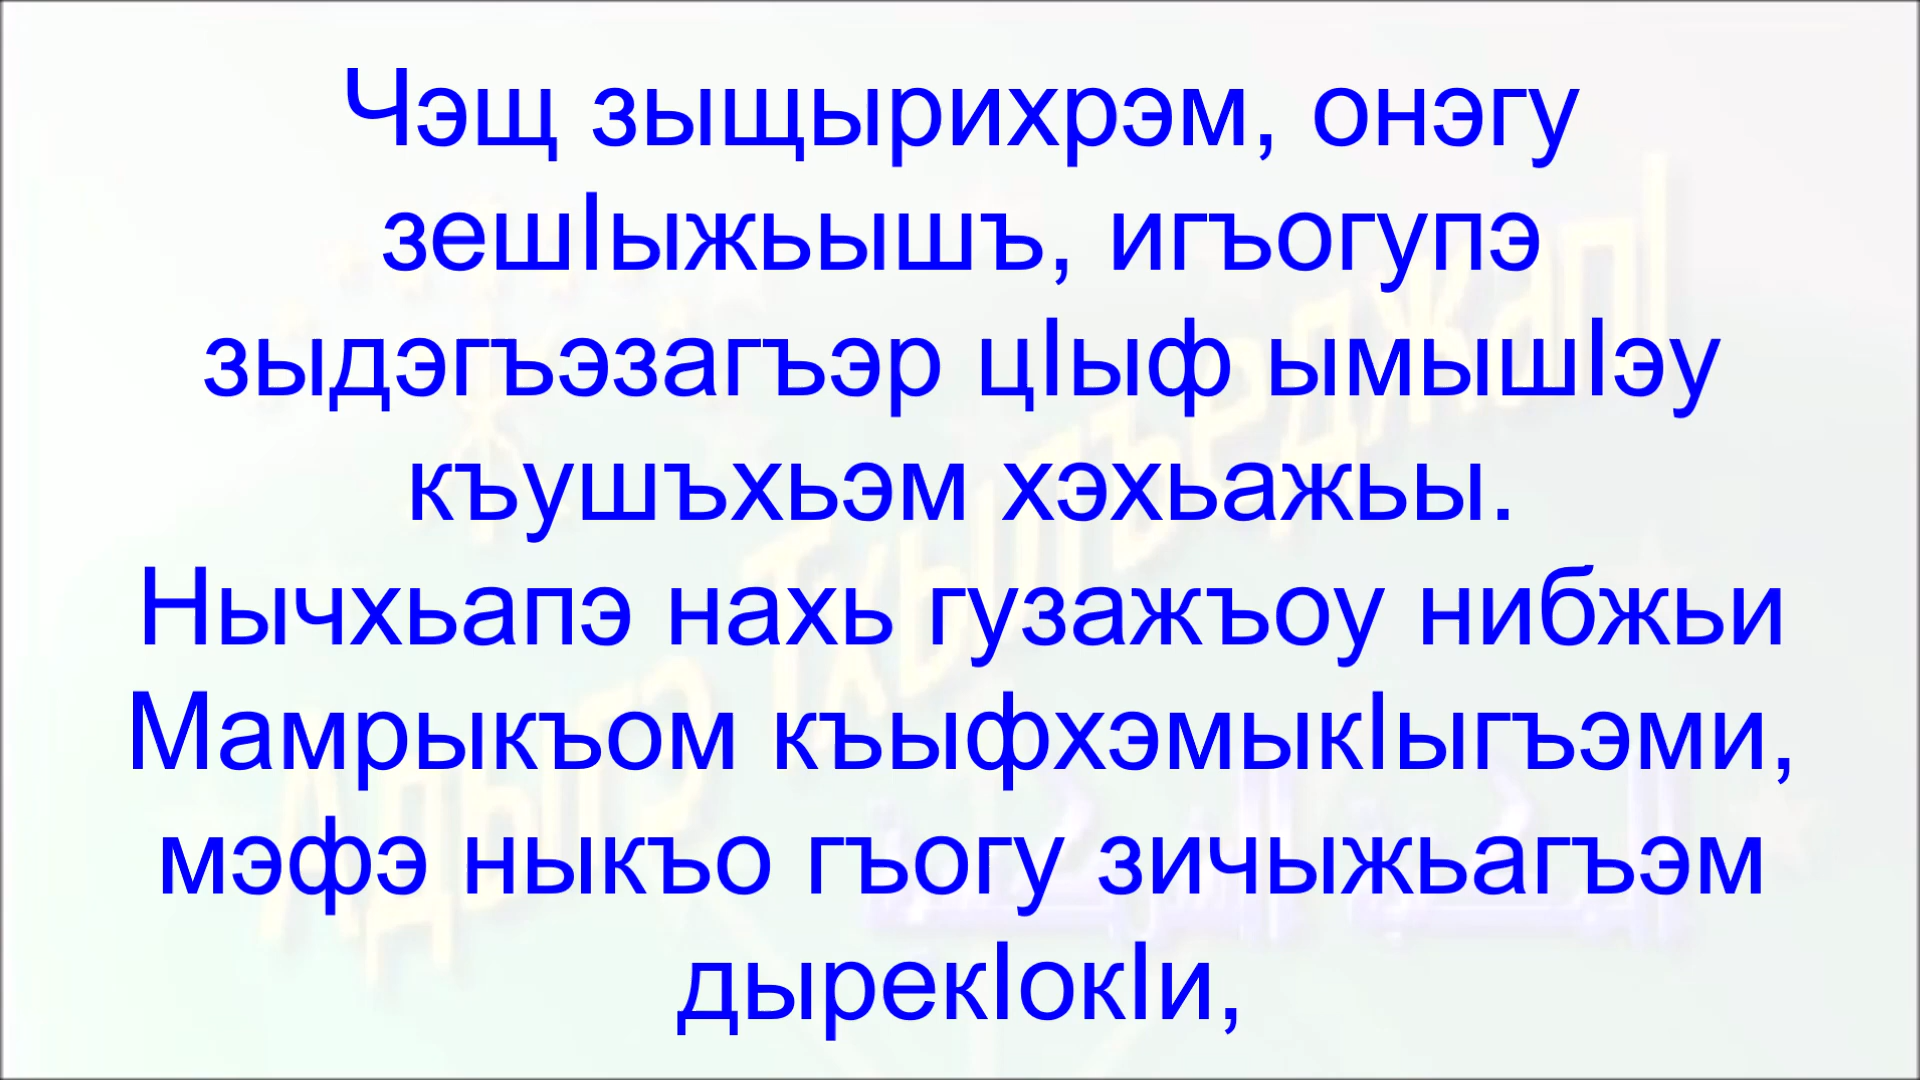 Чэщ зыщырихрэм, онэгу
зешӏыжьышъ, игъогупэ
зыдэгъэзагъэр цӏыф ымышӏэу
къушъхьэм хэхьажьы.
Нычхьапэ нахь гузажъоу нибжьи
Мамрыкъом къыфхэмыкӏыгъэми,
мэфэ ныкъо гъогу зичыжьагъэм
дырекӏокӏи,